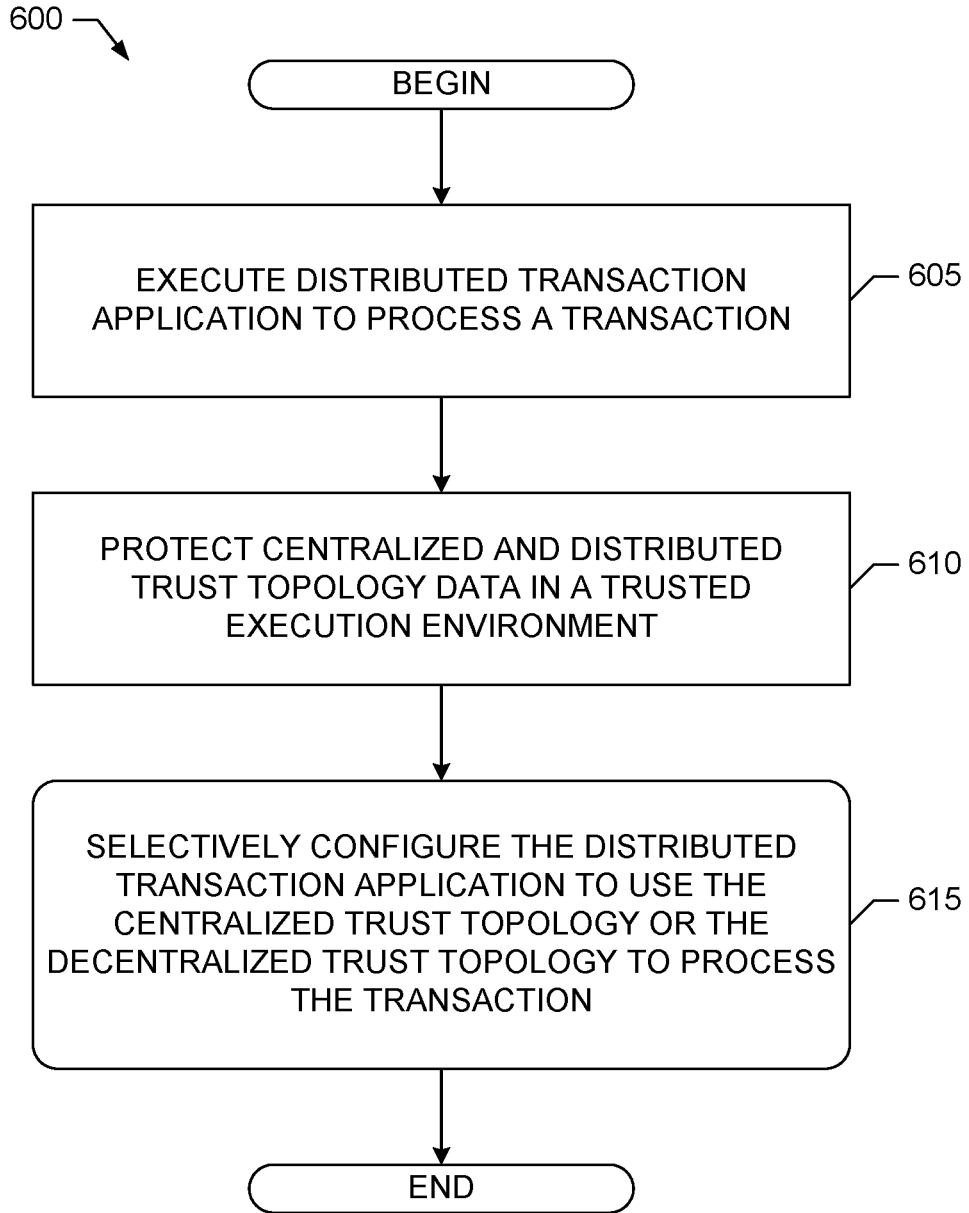 600
BEGIN
EXECUTE DISTRIBUTED TRANSACTION
APPLICATION TO PROCESS A TRANSACTION
605
PROTECT CENTRALIZED AND DISTRIBUTED
TRUST TOPOLOGY DATA IN A TRUSTED
EXECUTION ENVIRONMENT
610
SELECTIVELY CONFIGURE THE DISTRIBUTED
TRANSACTION APPLICATION TO USE THE
CENTRALIZED TRUST TOPOLOGY OR THE
DECENTRALIZED TRUST TOPOLOGY TO PROCESS
THE TRANSACTION
615
END